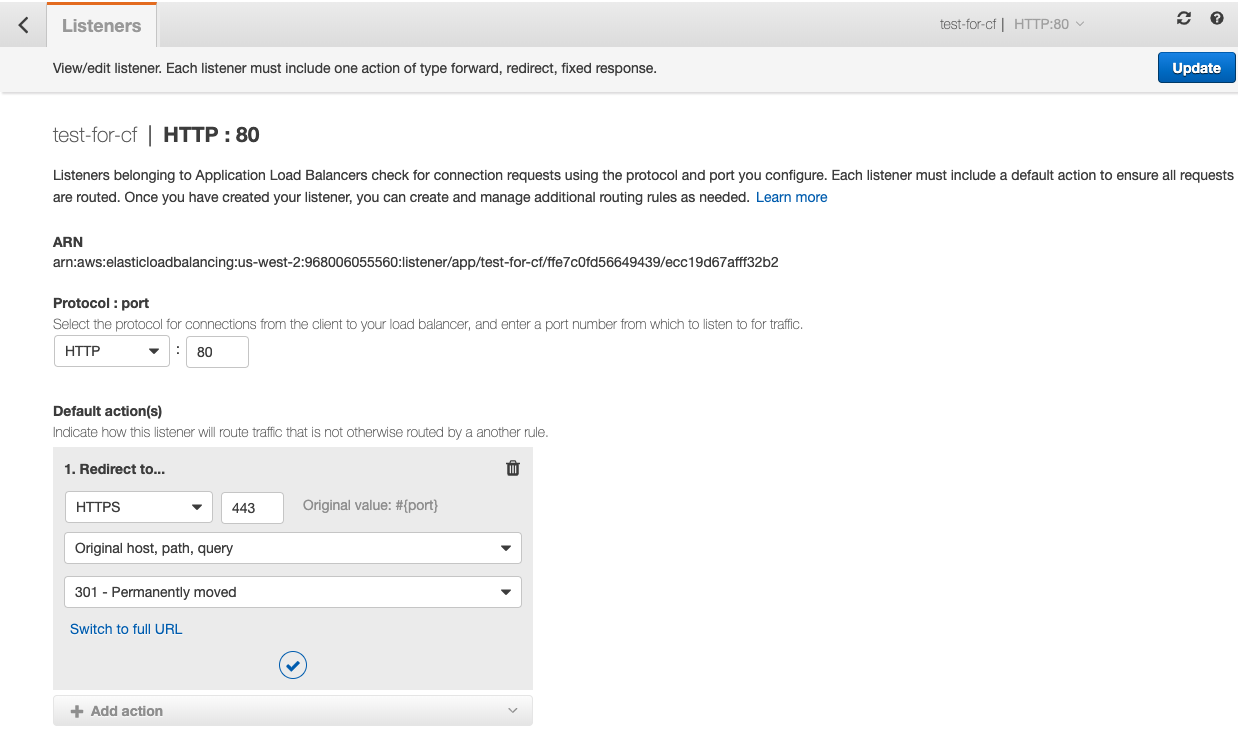 Listeners
test-for-cf | HTTP:80
View/edit listener. Each listener must include one action of type forward, redirect, fixed response.
Update
test-for-cf | HTTP : 80
Listeners belonging to Application Load Balancers check for connection requests using the protocol and port you configure. Each listener must include a default action to ensure all requests
are routed. Once you have created your listener, you can create and manage additional routing rules as needed. Learn more
ARN
arn:aws:elasticloadbalancing:us-west-2:968006055560:listener/app/test-for-cf/ffe7c0fd56649439/ecc19d67afff32b2
Protocol : port
Select the protocol for connections from the client to your load balancer, and enter a port number from which to listen to for traffic.
HTTP : 80
Default action(s)
Indicate how this listener will route traffic that is not otherwise routed by a another rule.
1. Redirect to...
HTTPS 443 Original value: #{port}
Original host, path, query
301 - Permanently moved
Switch to full URL
Add action